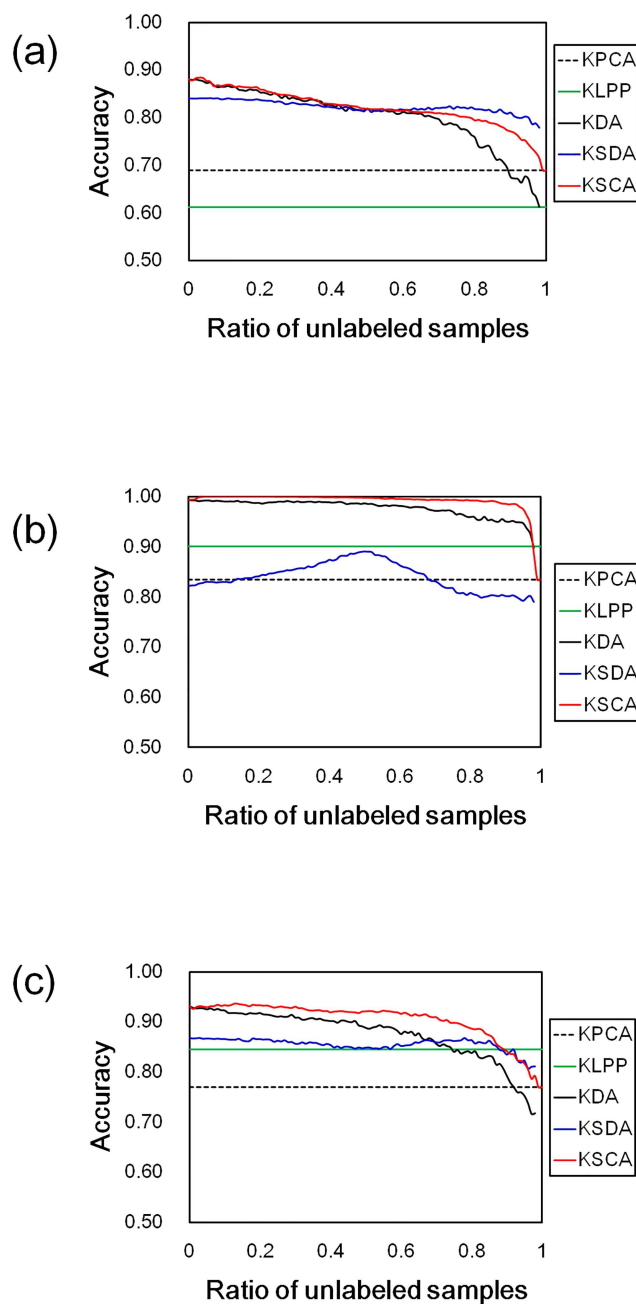 (a)
1.00
0.90
0.80
0.70
0.60
0.50
Accuracy
0 0.2 0.4 0.6 0.8 1
Ratio of unlabeled samples
KPCA
KLPP
KDA
KSDA
KSCA
(b)
1.00
0.90
0.80
0.70
0.60
0.50
Accuracy
0 0.2 0.4 0.6 0.8 1
Ratio of unlabeled samples
KPCA
KLPP
KDA
KSDA
KSCA
(c)
1.00
0.90
0.80
0.70
0.60
0.50
Accuracy
0 0.2 0.4 0.6 0.8 1
Ratio of unlabeled samples
KPCA
KLPP
KDA
KSDA
KSCA